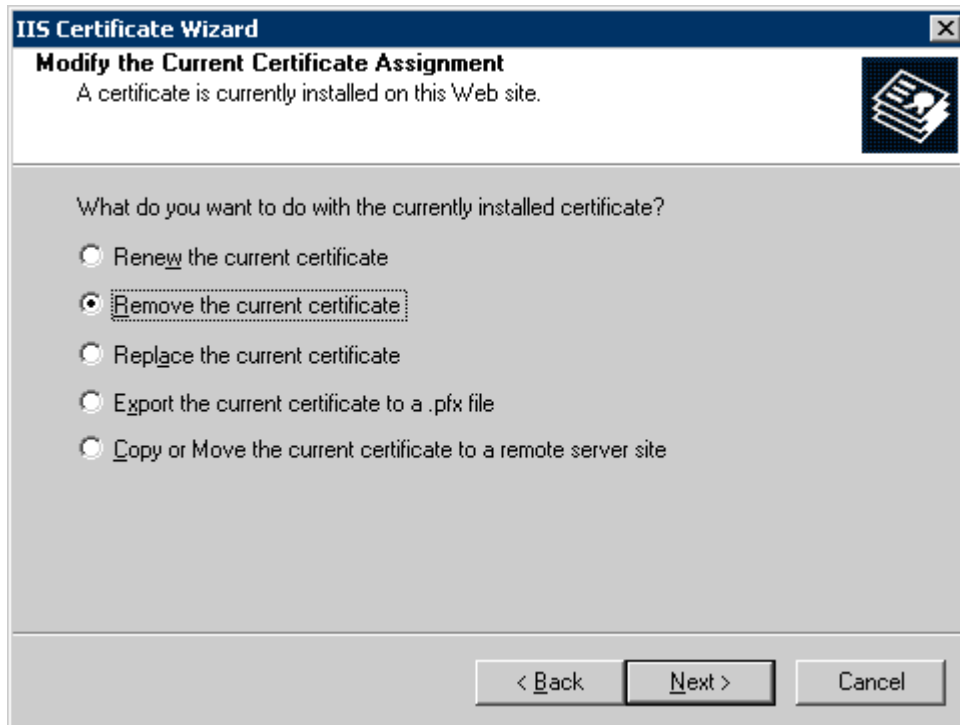 IIS Certificate Wizard
Modify the Current Certificate Assignment
A certificate is currently installed on this Web site.
What do you want to do with the currently installed certificate?
Renew the current certificate
Remove the current certificate
Replace the current certificate
Export the current certificate to a .pfx file
Copy or Move the current certificate to a remote server site
< Back Next > Cancel